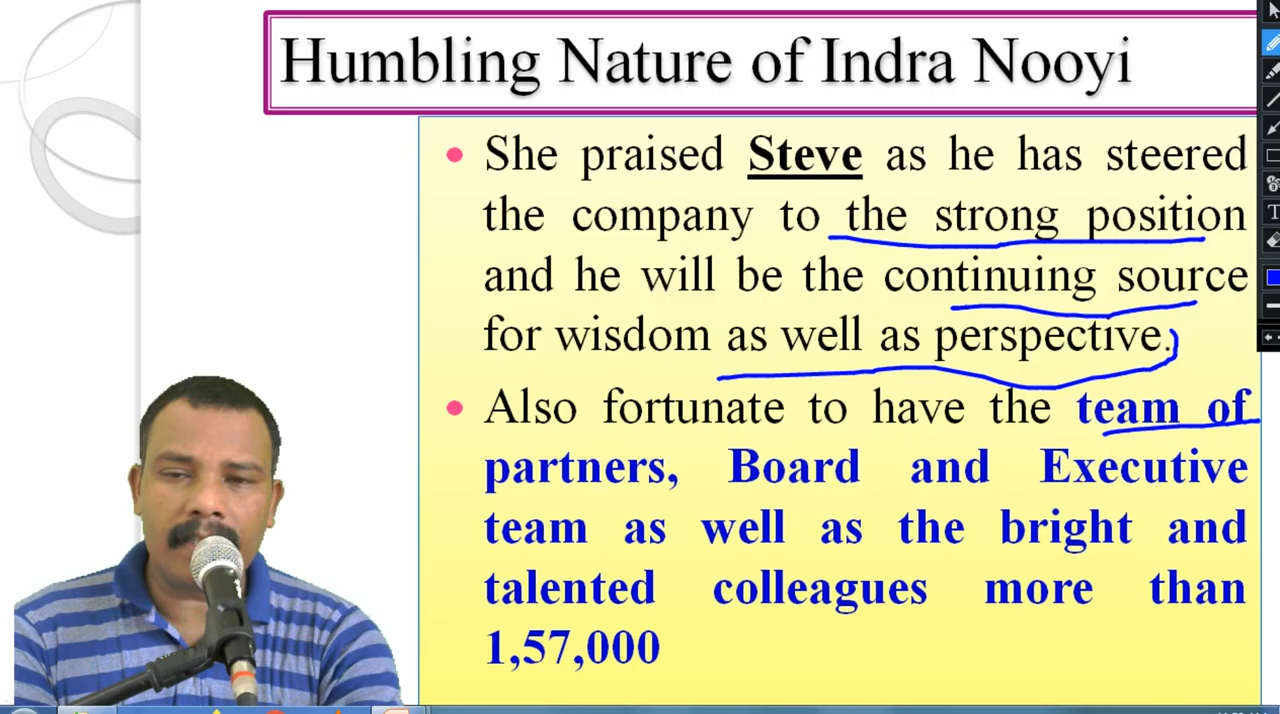 Humbling Nature of Indra Nooyi
• She praised Steve as he has steered
the company to the strong position
and he will be the continuing source
for wisdom as well as perspective.
• Also fortunate to have the team of
partners, Board and Executive
team as well as the bright and
talented colleagues more than
1,57,000